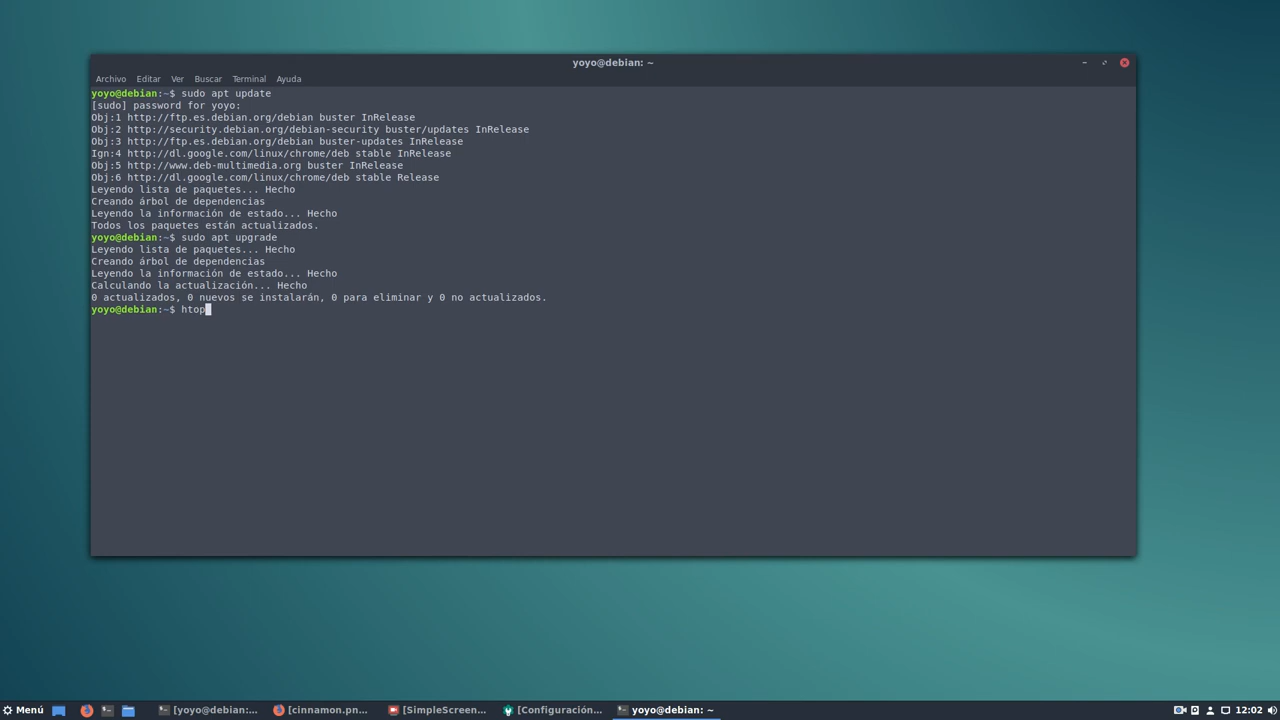 yoyo@debian: ~
Archivo Editar Ver Buscar Terminal Ayuda
yoyo@debian:~$ sudo apt update
[sudo] password for yoyo:
Obj:1 http://ftp.es.debian.org/debian buster InRelease
Obj:2 http://security.debian.org/debian-security buster/updates InRelease
Obj:3 http://ftp.es.debian.org/debian buster-updates InRelease
Ign:4 http://dl.google.com/linux/chrome/deb stable InRelease
Obj:5 http://www.deb-multimedia.org buster InRelease
Obj:6 http://dl.google.com/linux/chrome/deb stable Release
Leyendo lista de paquetes... Hecho
Creando árbol de dependencias
Leyendo la información de estado... Hecho
Todos los paquetes están actualizados.
yoyo@debian:~$ sudo apt upgrade
Leyendo lista de paquetes... Hecho
Creando árbol de dependencias
Leyendo la información de estado... Hecho
Calculando la actualización... Hecho
0 actualizados, 0 nuevos se instalarán, 0 para eliminar y 0 no actualizados.
yoyo@debian:~$ htop
Menú [yoyo@debian:... [cinnamon.pn... [SimpleScreen... [Configuración... yoyo@debian: ~ 12:02